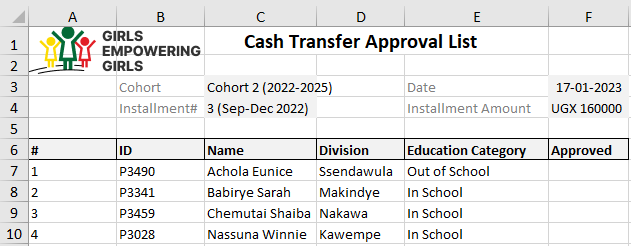 A B C D E F
1 GIRLS EMPOWERING GIRLS Cash Transfer Approval List
2
3 Cohort Cohort 2 (2022-2025) Date 17-01-2023
4 Installment# 3 (Sep-Dec 2022) Installment Amount UGX 160000
5
6 # ID Name Division Education Category Approved
7 1 P3490 Achola Eunice Ssendawula Out of School
8 2 P3341 Babirye Sarah Makindye In School
9 3 P3459 Chemutai Shaiba Nakawa In School
10 4 P3028 Nassuna Winnie Kawempe In School